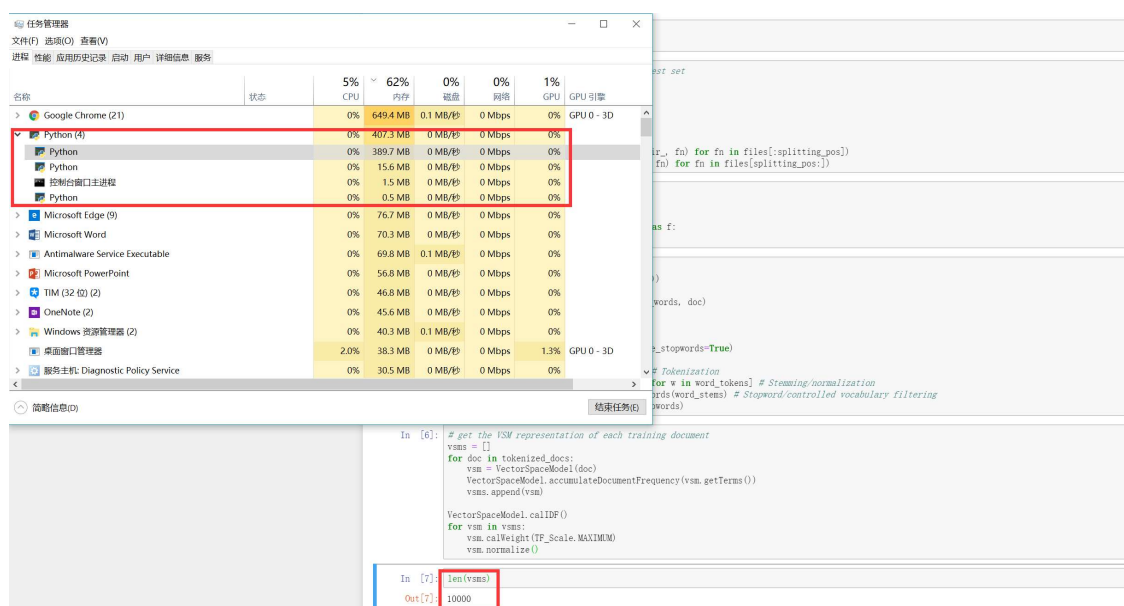 任务管理器
文件(F) 选项(O) 查看(V)
进程 性能 应用历史记录 启动 用户 详细信息 服务
5% 62% 0% 0% 1%
名称 状态 CPU 内存 磁盘 网络 GPU GPU 引擎
Google Chrome (21) 0% 649.4 MB 0.1 MB/秒 0 Mbps 0% GPU 0 - 3D
Python (4) 0% 407.3 MB 0 MB/秒 0 Mbps 0%
Python 0% 389.7 MB 0 MB/秒 0 Mbps 0%
Python 0% 15.6 MB 0 MB/秒 0 Mbps 0%
控制台窗口主进程 0% 1.5 MB 0 MB/秒 0 Mbps 0%
Python 0% 0.5 MB 0 MB/秒 0 Mbps 0%
Microsoft Edge (9) 0% 76.7 MB 0 MB/秒 0 Mbps 0%
Microsoft Word 0% 70.3 MB 0 MB/秒 0 Mbps 0%
Antimalware Service Executable 0% 69.8 MB 0.1 MB/秒 0 Mbps 0%
Microsoft PowerPoint 0% 56.8 MB 0 MB/秒 0 Mbps 0%
TIM (32 位) (2) 0% 46.8 MB 0 MB/秒 0 Mbps 0%
OneNote (2) 0% 45.6 MB 0 MB/秒 0 Mbps 0%
Windows 资源管理器 (2) 0% 40.3 MB 0.1 MB/秒 0 Mbps 0%
桌面窗口管理器 2.0% 38.3 MB 0 MB/秒 0 Mbps 1.3% GPU 0 - 3D
服务主机: Diagnostic Policy Service 0% 30.5 MB 0 MB/秒 0 Mbps 0%
简略信息(D) 结束任务(E)
est set
ir_, fn) for fn in files[:splitting_pos])
fn) for fn in files[splitting_pos:])
as f:
))
words, doc)
e_stopwords=True)
# Tokenization
for w in word_tokens] # Stemming/normalization
ords(word_stems) # Stopword/controlled vocabulary filtering
pwords)
In [6]: # get the VSM representation of each training document
vsms = []
for doc in tokenized_docs:
vsm = VectorSpaceModel(doc)
VectorSpaceModel.accumulateDocumentFrequency(vsm.getTerms())
vsms.append(vsm)
VectorSpaceModel.calIDF()
for vsm in vsms:
vsm.calWeight(TF_Scale.MAXIMUM)
vsm.normalize()
In [7]: len(vsms)
Out[7]: 10000